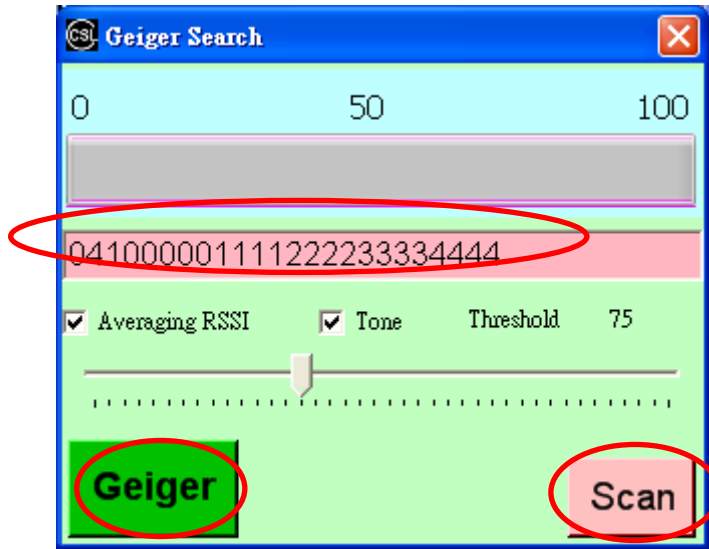 CSL Geiger Search
0 50 100
041000001111222233334444
Averaging RSSI Tone Threshold 75
Geiger Scan